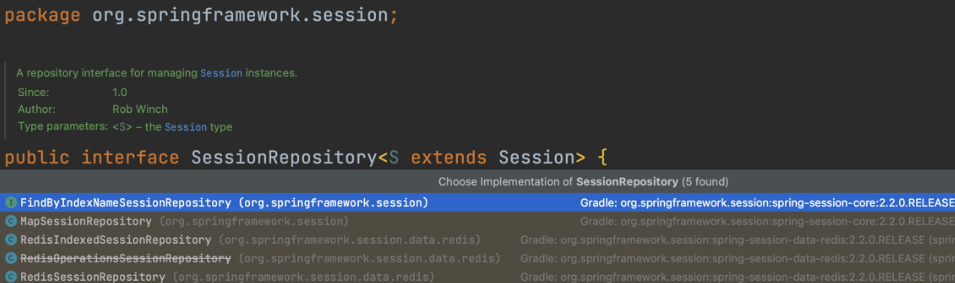 package org.springframework.session;
A repository interface for managing Session instances.
Since: 1.0
Author: Rob Winch
Type parameters: <S> – the Session type
public interface SessionRepository<S extends Session> {
Choose Implementation of SessionRepository (5 found)
I FindByIndexNameSessionRepository (org.springframework.session) Gradle: org.springframework.session:spring-session-core:2.2.0.RELEASE
C MapSessionRepository (org.springframework.session) Gradle: org.springframework.session:spring-session-core:2.2.0.RELEASE
C RedisIndexedSessionRepository (org.springframework.session.data.redis) Gradle: org.springframework.session:spring-session-data-redis:2.2.0.RELEASE (sprin
C RedisOperationsSessionRepository (org.springframework.session.data.redis) Gradle: org.springframework.session:spring-session-data-redis:2.2.0.RELEASE (sprin
C RedisSessionRepository (org.springframework.session.data.redis) Gradle: org.springframework.session:spring-session-data-redis:2.2.0.RELEASE (sprin